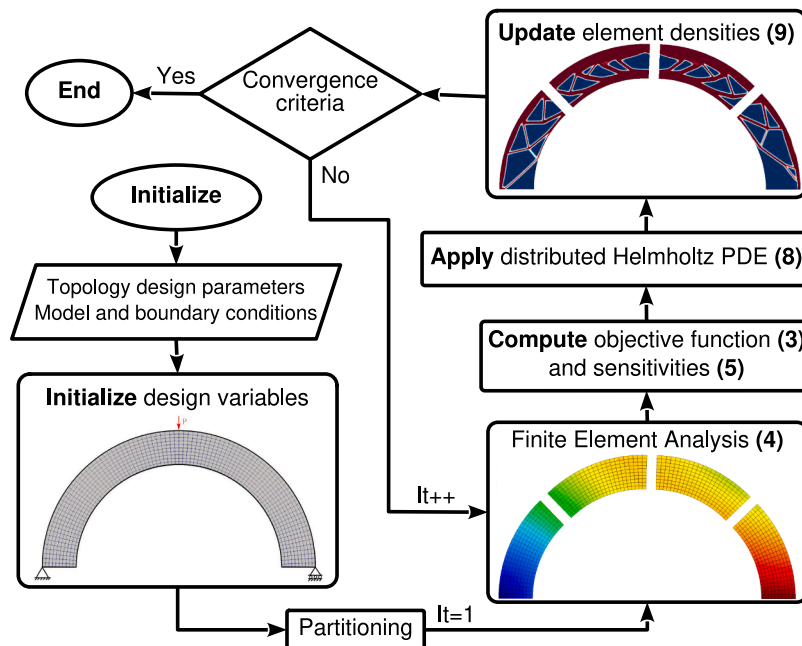 Initialize
Topology design parameters
Model and boundary conditions
Initialize design variables
P
Partitioning
It=1
Finite Element Analysis (4)
Compute objective function (3)
and sensitivities (5)
Apply distributed Helmholtz PDE (8)
Update element densities (9)
Convergence
criteria
Yes
End
No
It++